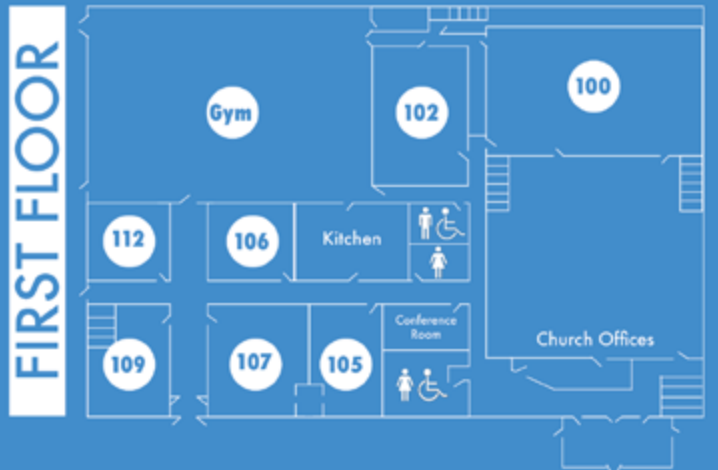 FIRST FLOOR
Gym
102
100
112
106
Kitchen
109
107
105
Conference
Room
Church Offices